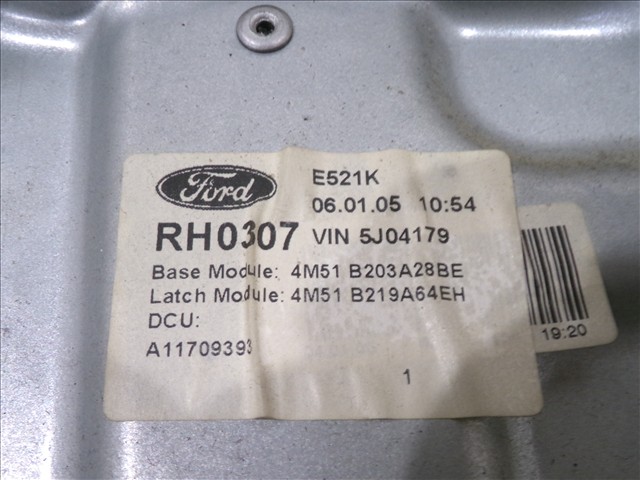 Ford
E521K
06.01.05 10:54
RH0307 VIN 5J04179
Base Module: 4M51 B203A28BE
Latch Module: 4M51 B219A64EH
DCU:
A11709393
1
19:20